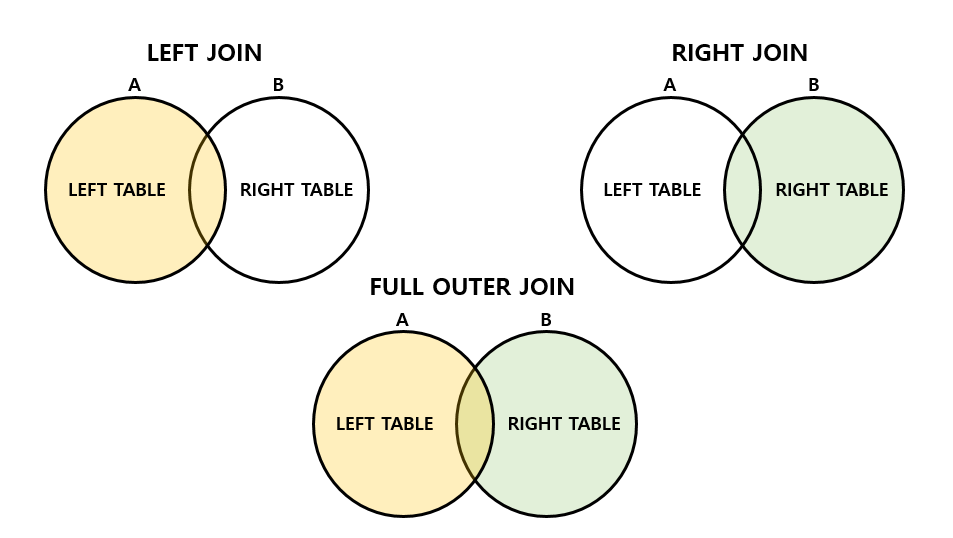 LEFT JOIN
A B
LEFT TABLE RIGHT TABLE
RIGHT JOIN
A B
LEFT TABLE RIGHT TABLE
FULL OUTER JOIN
A B
LEFT TABLE RIGHT TABLE